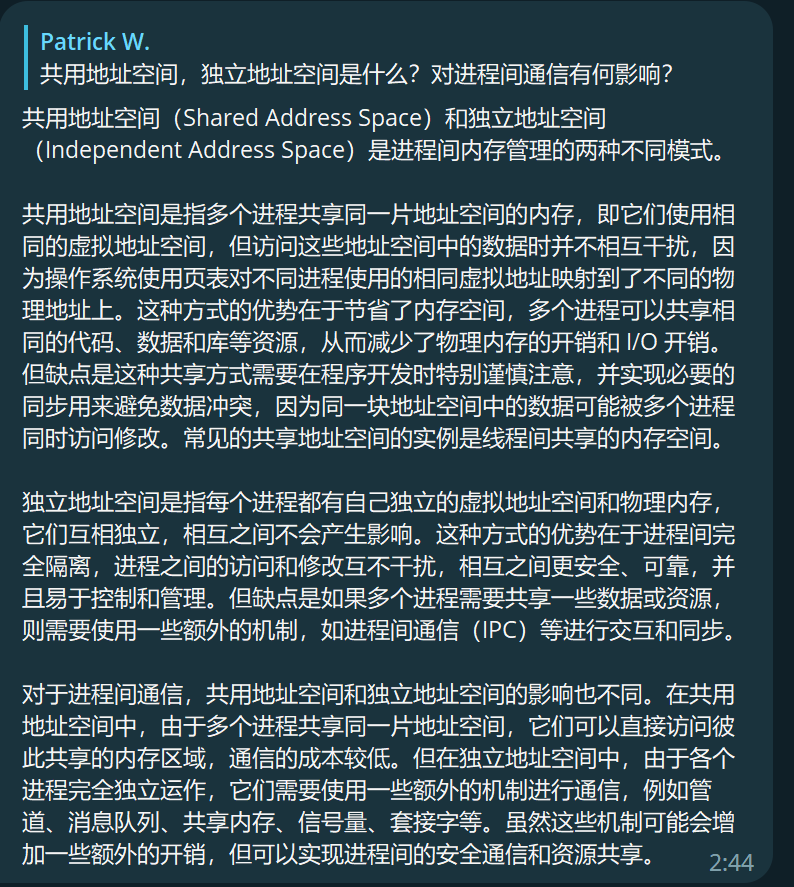 Patrick W.
共用地址空间，独立地址空间是什么？对进程间通信有何影响？
共用地址空间（Shared Address Space）和独立地址空间
（Independent Address Space）是进程间内存管理的两种不同模式。
共用地址空间是指多个进程共享同一片地址空间的内存，即它们使用相
同的虚拟地址空间，但访问这些地址空间中的数据时并不相互干扰，因
为操作系统使用页表对不同进程使用的相同虚拟地址映射到了不同的物
理地址上。这种方式的优势在于节省了内存空间，多个进程可以共享相
同的代码、数据和库等资源，从而减少了物理内存的开销和 I/O 开销。
但缺点是这种共享方式需要在程序开发时特别谨慎注意，并实现必要的
同步用来避免数据冲突，因为同一块地址空间中的数据可能被多个进程
同时访问修改。常见的共享地址空间的实例是线程间共享的内存空间。
独立地址空间是指每个进程都有自己独立的虚拟地址空间和物理内存，
它们互相独立，相互之间不会产生影响。这种方式的优势在于进程间完
全隔离，进程之间的访问和修改互不干扰，相互之间更安全、可靠，并
且易于控制和管理。但缺点是如果多个进程需要共享一些数据或资源，
则需要使用一些额外的机制，如进程间通信（IPC）等进行交互和同步。
对于进程间通信，共用地址空间和独立地址空间的影响也不同。在共用
地址空间中，由于多个进程共享同一片地址空间，它们可以直接访问彼
此共享的内存区域，通信的成本较低。但在独立地址空间中，由于各个
进程完全独立运作，它们需要使用一些额外的机制进行通信，例如管
道、消息队列、共享内存、信号量、套接字等。虽然这些机制可能会增
加一些额外的开销，但可以实现进程间的安全通信和资源共享。
2:44